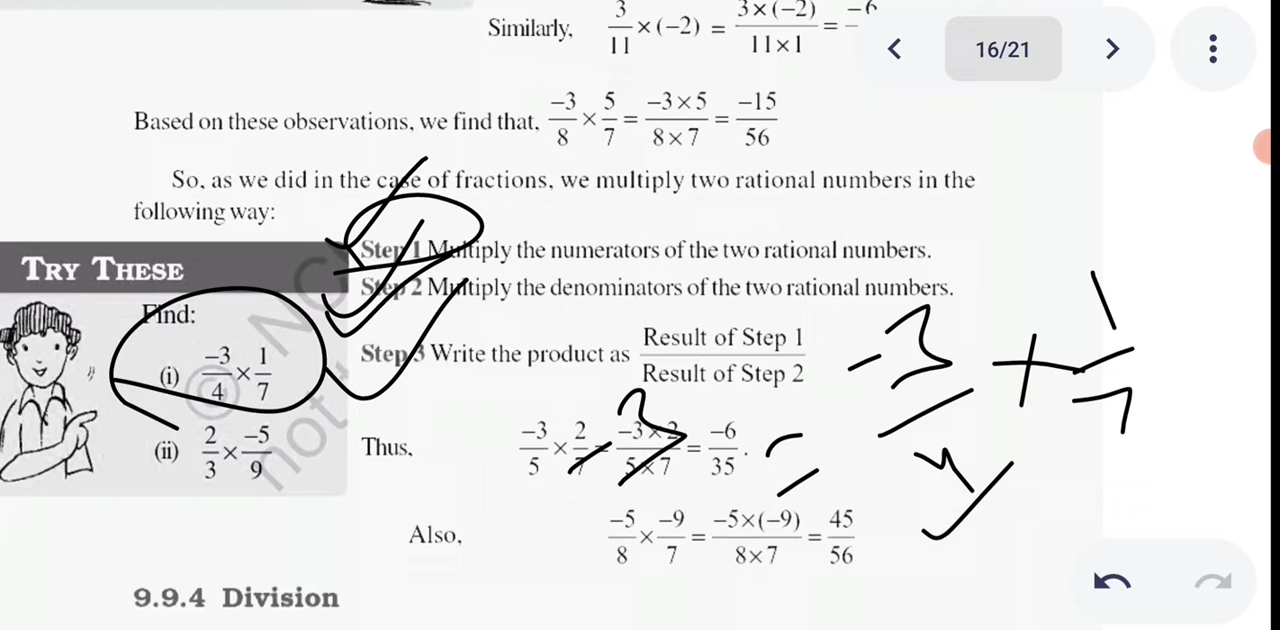 Similarly, 3/11 × (−2) = 3×(−2)/11×1 = −6
16/21
Based on these observations, we find that, −3/8 × 5/7 = −3×5/8×7 = −15/56
So, as we did in the case of fractions, we multiply two rational numbers in the
following way:
TRY THESE
Find:
(i) −3/4 × 1/7
(ii) 2/3 × −5/9
Step 1 Multiply the numerators of the two rational numbers.
Step 2 Multiply the denominators of the two rational numbers.
Step 3 Write the product as Result of Step 1/Result of Step 2
Thus, −3/5 × 2/7 = −3×2/5×7 = −6/35.
Also, −5/8 × −9/7 = −5×(−9)/8×7 = 45/56
9.9.4 Division
© NC
not
−3 + 1/7
−3 =